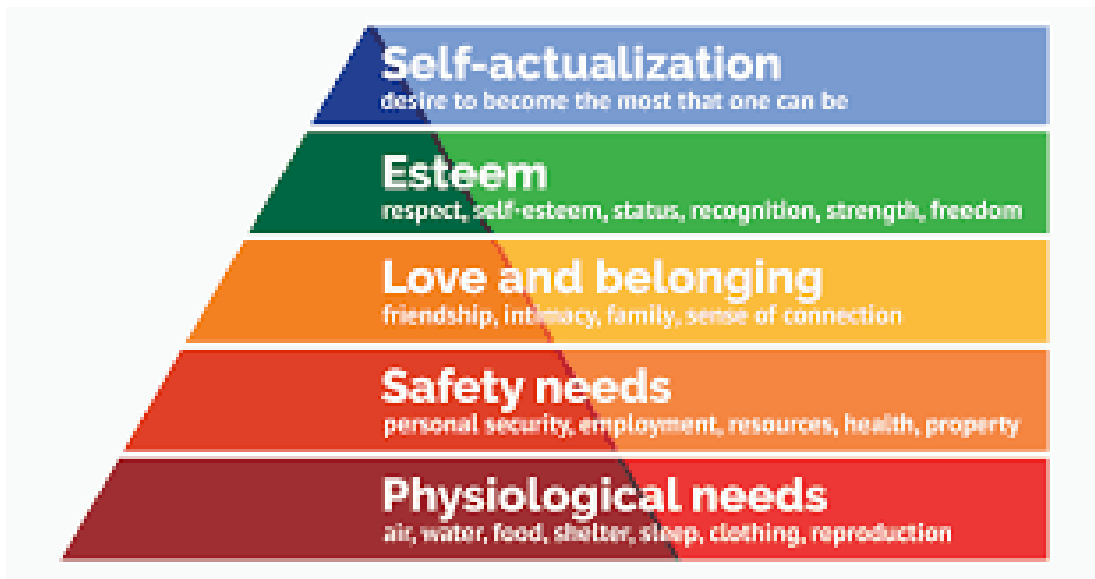 Self-actualization
desire to become the most that one can be
Esteem
respect, self-esteem, status, recognition, strength, freedom
Love and belonging
friendship, intimacy, family, sense of connection
Safety needs
personal security, employment, resources, health, property
Physiological needs
air, water, food, shelter, sleep, clothing, reproduction